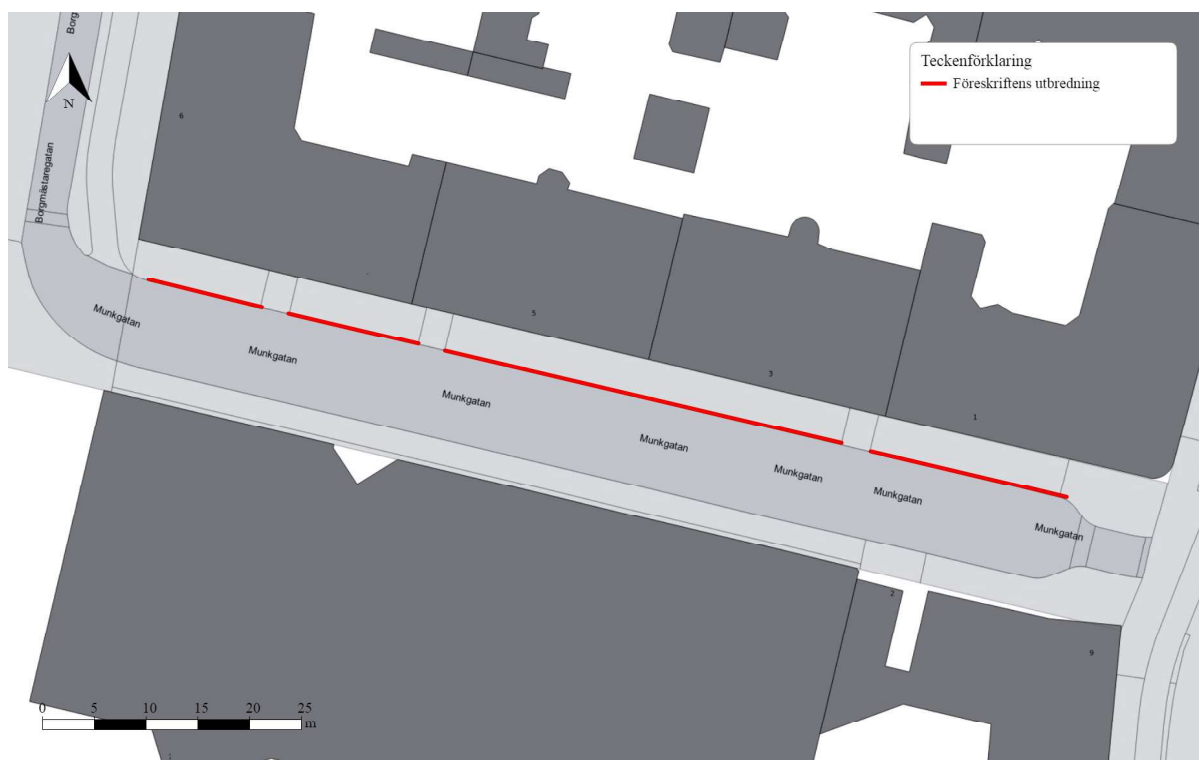 Borg
Teckenförklaring
Föreskriftens utbredning
N
6
Borgmästaregatan
Munkgatan
5
Munkgatan
3
Munkgatan
1
Munkgatan
Munkgatan
Munkgatan
Munkgatan
2
9
0 5 10 15 20 25
m